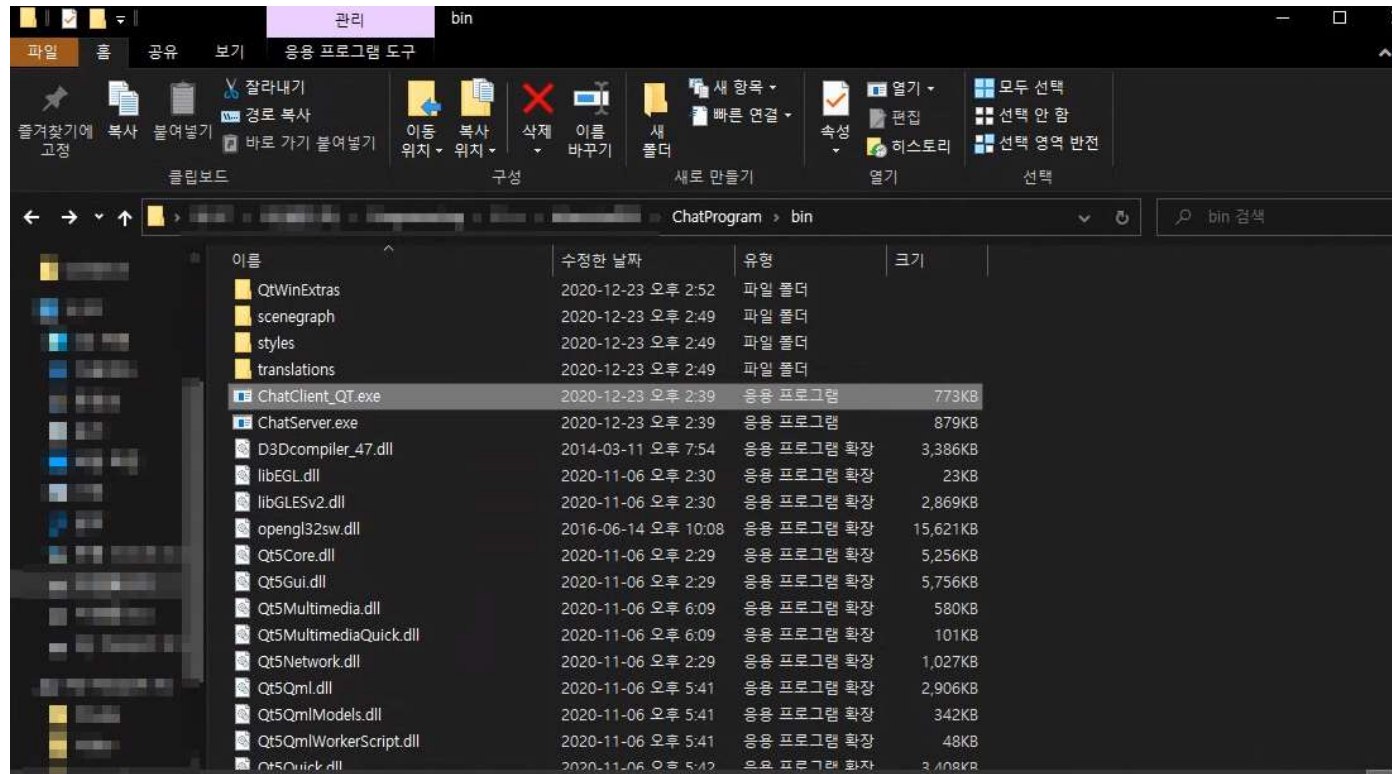 관리 bin
파일 홈 공유 보기 응용 프로그램 도구
즐겨찾기에 고정
복사
붙여넣기
잘라내기
경로 복사
바로 가기 붙여넣기
클립보드
이동 위치
복사 위치
삭제
이름 바꾸기
구성
새 폴더
새 항목
빠른 연결
새로 만들기
속성
열기
편집
히스토리
열기
모두 선택
선택 안 함
선택 영역 반전
선택
ChatProgram bin
bin 검색
이름 수정한 날짜 유형 크기
QtWinExtras 2020-12-23 오후 2:52 파일 폴더
scenegraph 2020-12-23 오후 2:49 파일 폴더
styles 2020-12-23 오후 2:49 파일 폴더
translations 2020-12-23 오후 2:49 파일 폴더
ChatClient_QT.exe 2020-12-23 오후 2:39 응용 프로그램 773KB
ChatServer.exe 2020-12-23 오후 2:39 응용 프로그램 879KB
D3Dcompiler_47.dll 2014-03-11 오후 7:54 응용 프로그램 확장 3,386KB
libEGL.dll 2020-11-06 오후 2:30 응용 프로그램 확장 23KB
libGLESv2.dll 2020-11-06 오후 2:30 응용 프로그램 확장 2,869KB
opengl32sw.dll 2016-06-14 오후 10:08 응용 프로그램 확장 15,621KB
Qt5Core.dll 2020-11-06 오후 2:29 응용 프로그램 확장 5,256KB
Qt5Gui.dll 2020-11-06 오후 2:29 응용 프로그램 확장 5,756KB
Qt5Multimedia.dll 2020-11-06 오후 6:09 응용 프로그램 확장 580KB
Qt5MultimediaQuick.dll 2020-11-06 오후 6:09 응용 프로그램 확장 101KB
Qt5Network.dll 2020-11-06 오후 2:29 응용 프로그램 확장 1,027KB
Qt5Qml.dll 2020-11-06 오후 5:41 응용 프로그램 확장 2,906KB
Qt5QmlModels.dll 2020-11-06 오후 5:41 응용 프로그램 확장 342KB
Qt5QmlWorkerScript.dll 2020-11-06 오후 5:41 응용 프로그램 확장 48KB
Qt5Quick.dll 2020-11-06 오후 5:42 응용 프로그램 확장 3,408KB